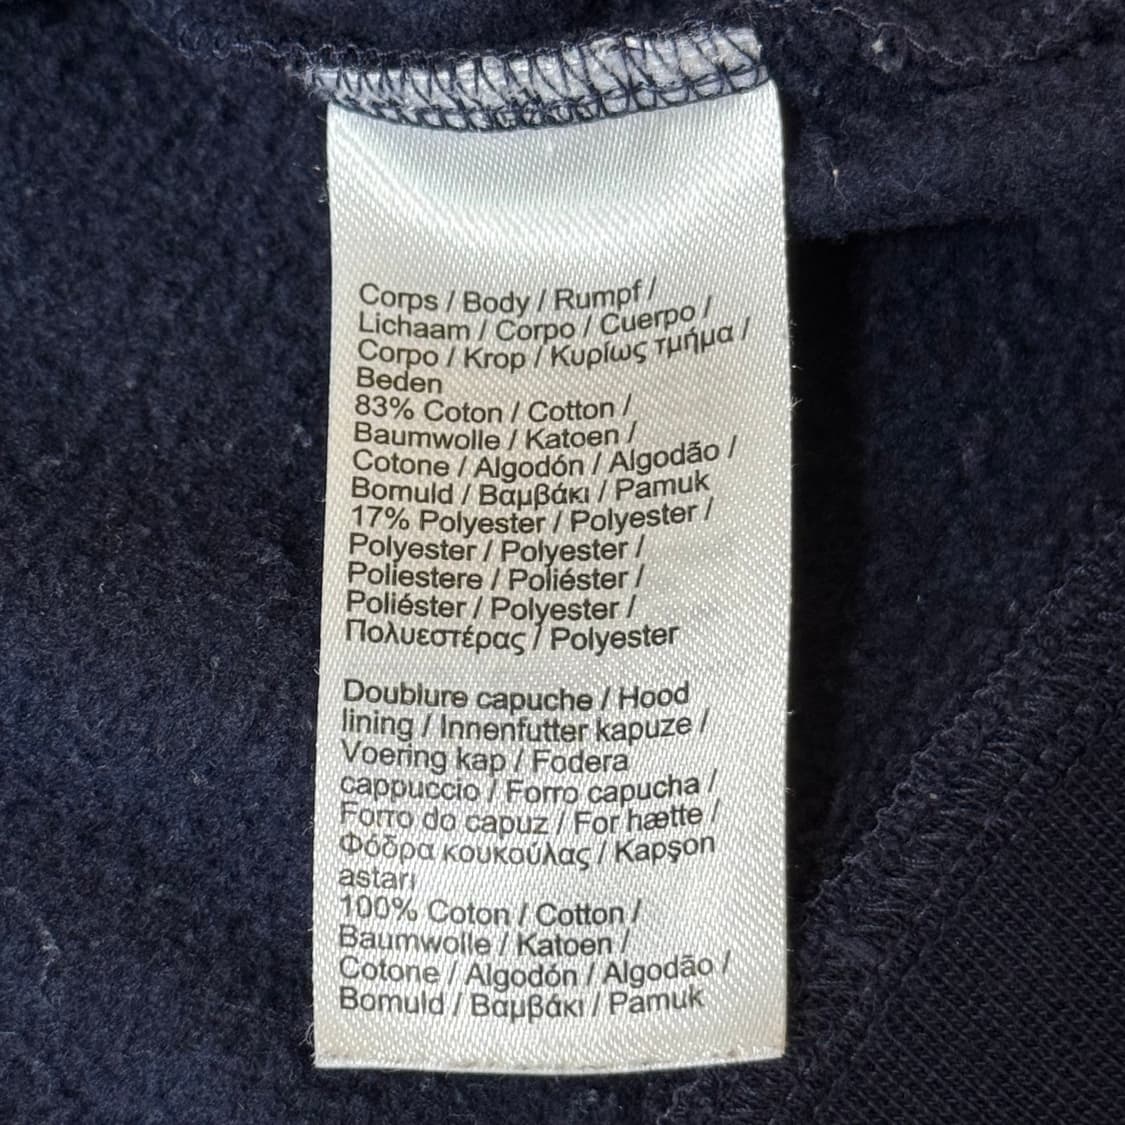 Corps / Body / Rumpf /
Lichaam / Corpo / Cuerpo /
Corpo / Krop / Κυρίως τμήμα /
Beden
83% Coton / Cotton /
Baumwolle / Katoen /
Cotone / Algodón / Algodão /
Bomuld / Βαμβάκι / Pamuk
17% Polyester / Polyester /
Polyester / Polyester /
Poliestere / Poliéster /
Poliéster / Polyester /
Πολυεστέρας / Polyester
Doublure capuche / Hood
lining / Innenfutter kapuze /
Voering kap / Fodera
cappuccio / Forro capucha /
Forro do capuz / For hætte /
Φόδρα κουκούλας / Kapşon
astarı
100% Coton / Cotton /
Baumwolle / Katoen /
Cotone / Algodón / Algodão /
Bomuld / Βαμβάκι / Pamuk